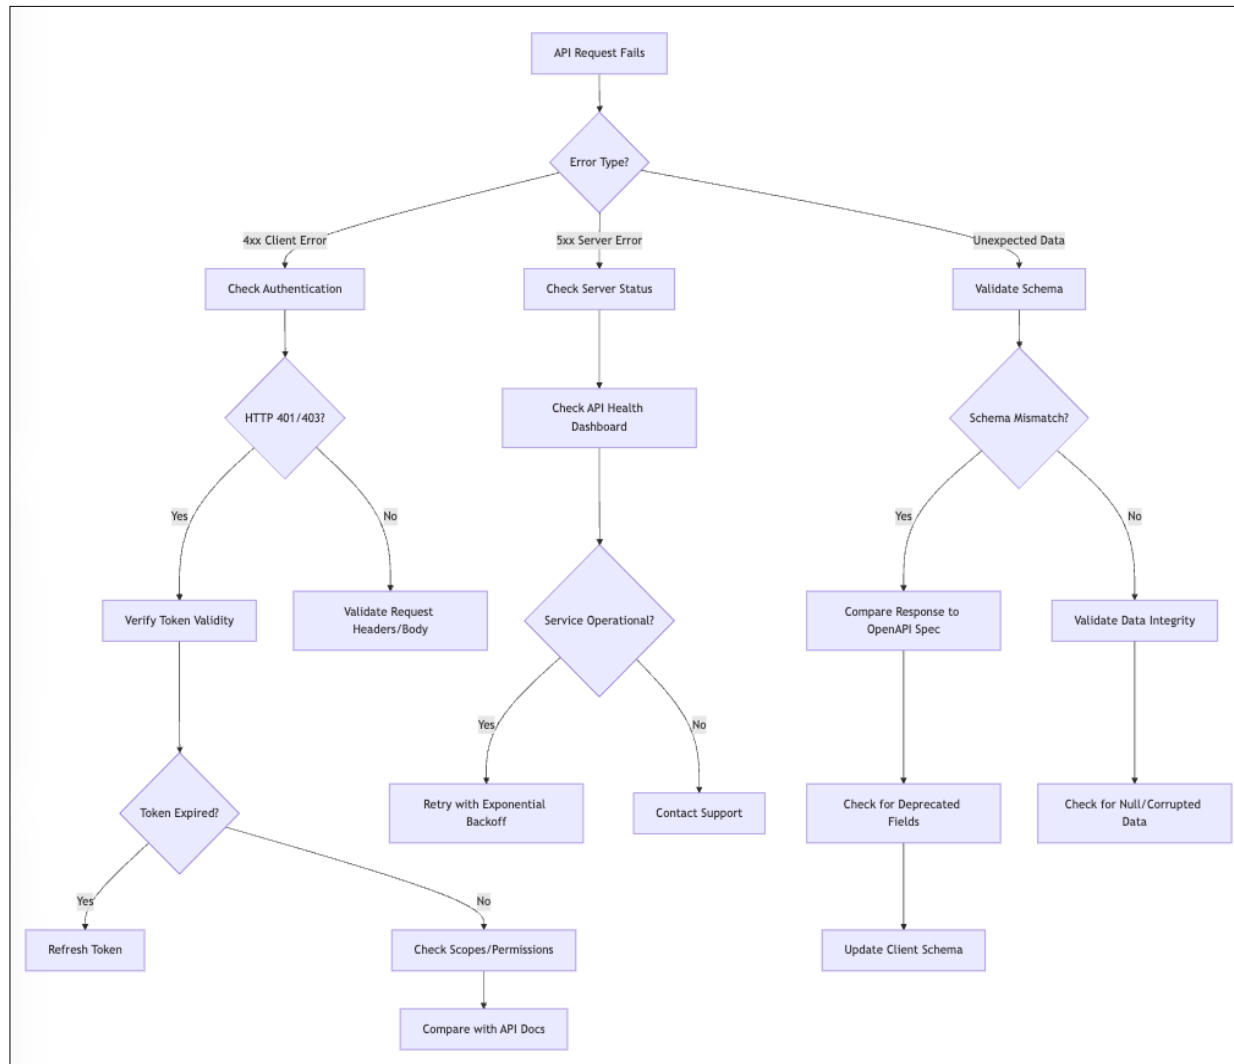 API Request Fails
Error Type?
4xx Client Error
5xx Server Error
Unexpected Data
Check Authentication
Check Server Status
Validate Schema
HTTP 401/403?
Check API Health
Dashboard
Schema Mismatch?
Yes
No
Yes
No
Verify Token Validity
Validate Request
Headers/Body
Service Operational?
Compare Response to
OpenAPI Spec
Validate Data Integrity
Yes
No
Token Expired?
Retry with Exponential
Backoff
Contact Support
Check for Deprecated
Fields
Check for Null/Corrupted
Data
Yes
No
Refresh Token
Check Scopes/Permissions
Update Client Schema
Compare with API Docs